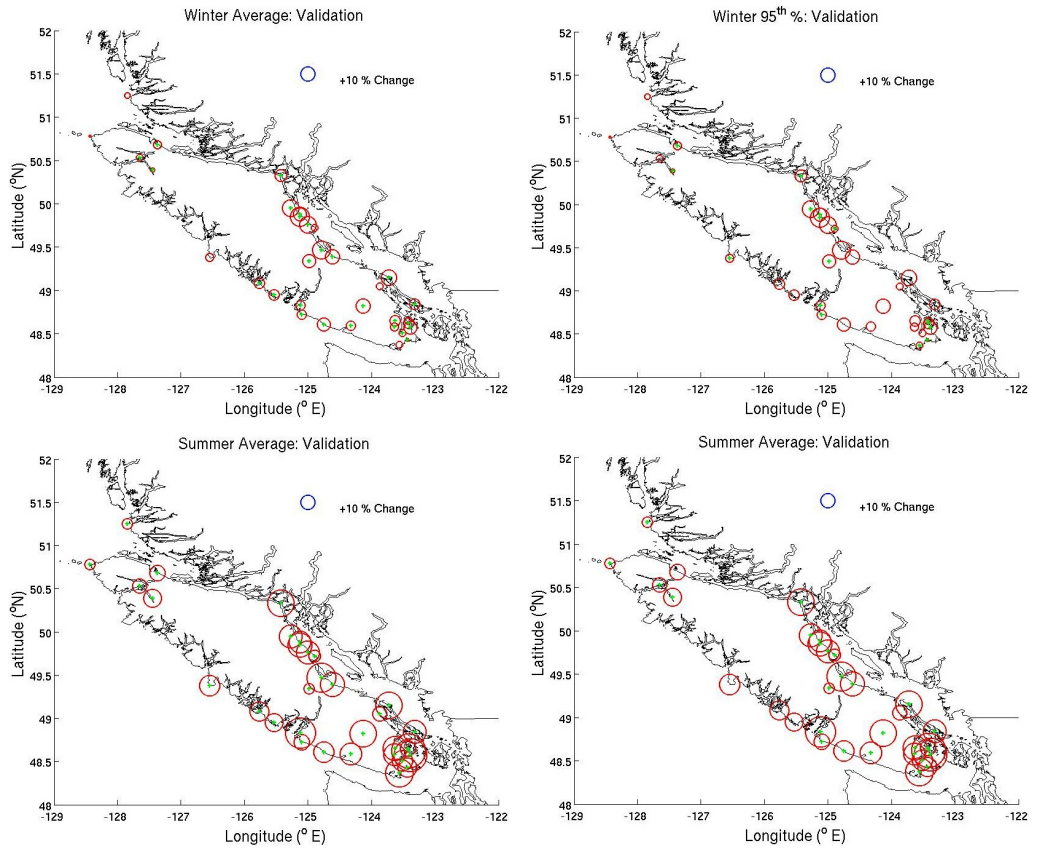 Winter Average: Validation
52
51.5
51
50.5
50
49.5
49
48.5
48
Latitude (°N)
+10 % Change
-129 -128 -127 -126 -125 -124 -123 -122
Longitude (° E)
Winter 95th %: Validation
52
51.5
51
50.5
50
49.5
49
48.5
48
Latitude (°N)
+10 % Change
-129 -128 -127 -126 -125 -124 -123 -122
Longitude (° E)
Summer Average: Validation
52
51.5
51
50.5
50
49.5
49
48.5
48
Latitude (°N)
+10 % Change
-129 -128 -127 -126 -125 -124 -123 -122
Longitude (° E)
Summer Average: Validation
52
51.5
51
50.5
50
49.5
49
48.5
48
Latitude (°N)
+10 % Change
-129 -128 -127 -126 -125 -124 -123 -122
Longitude (° E)